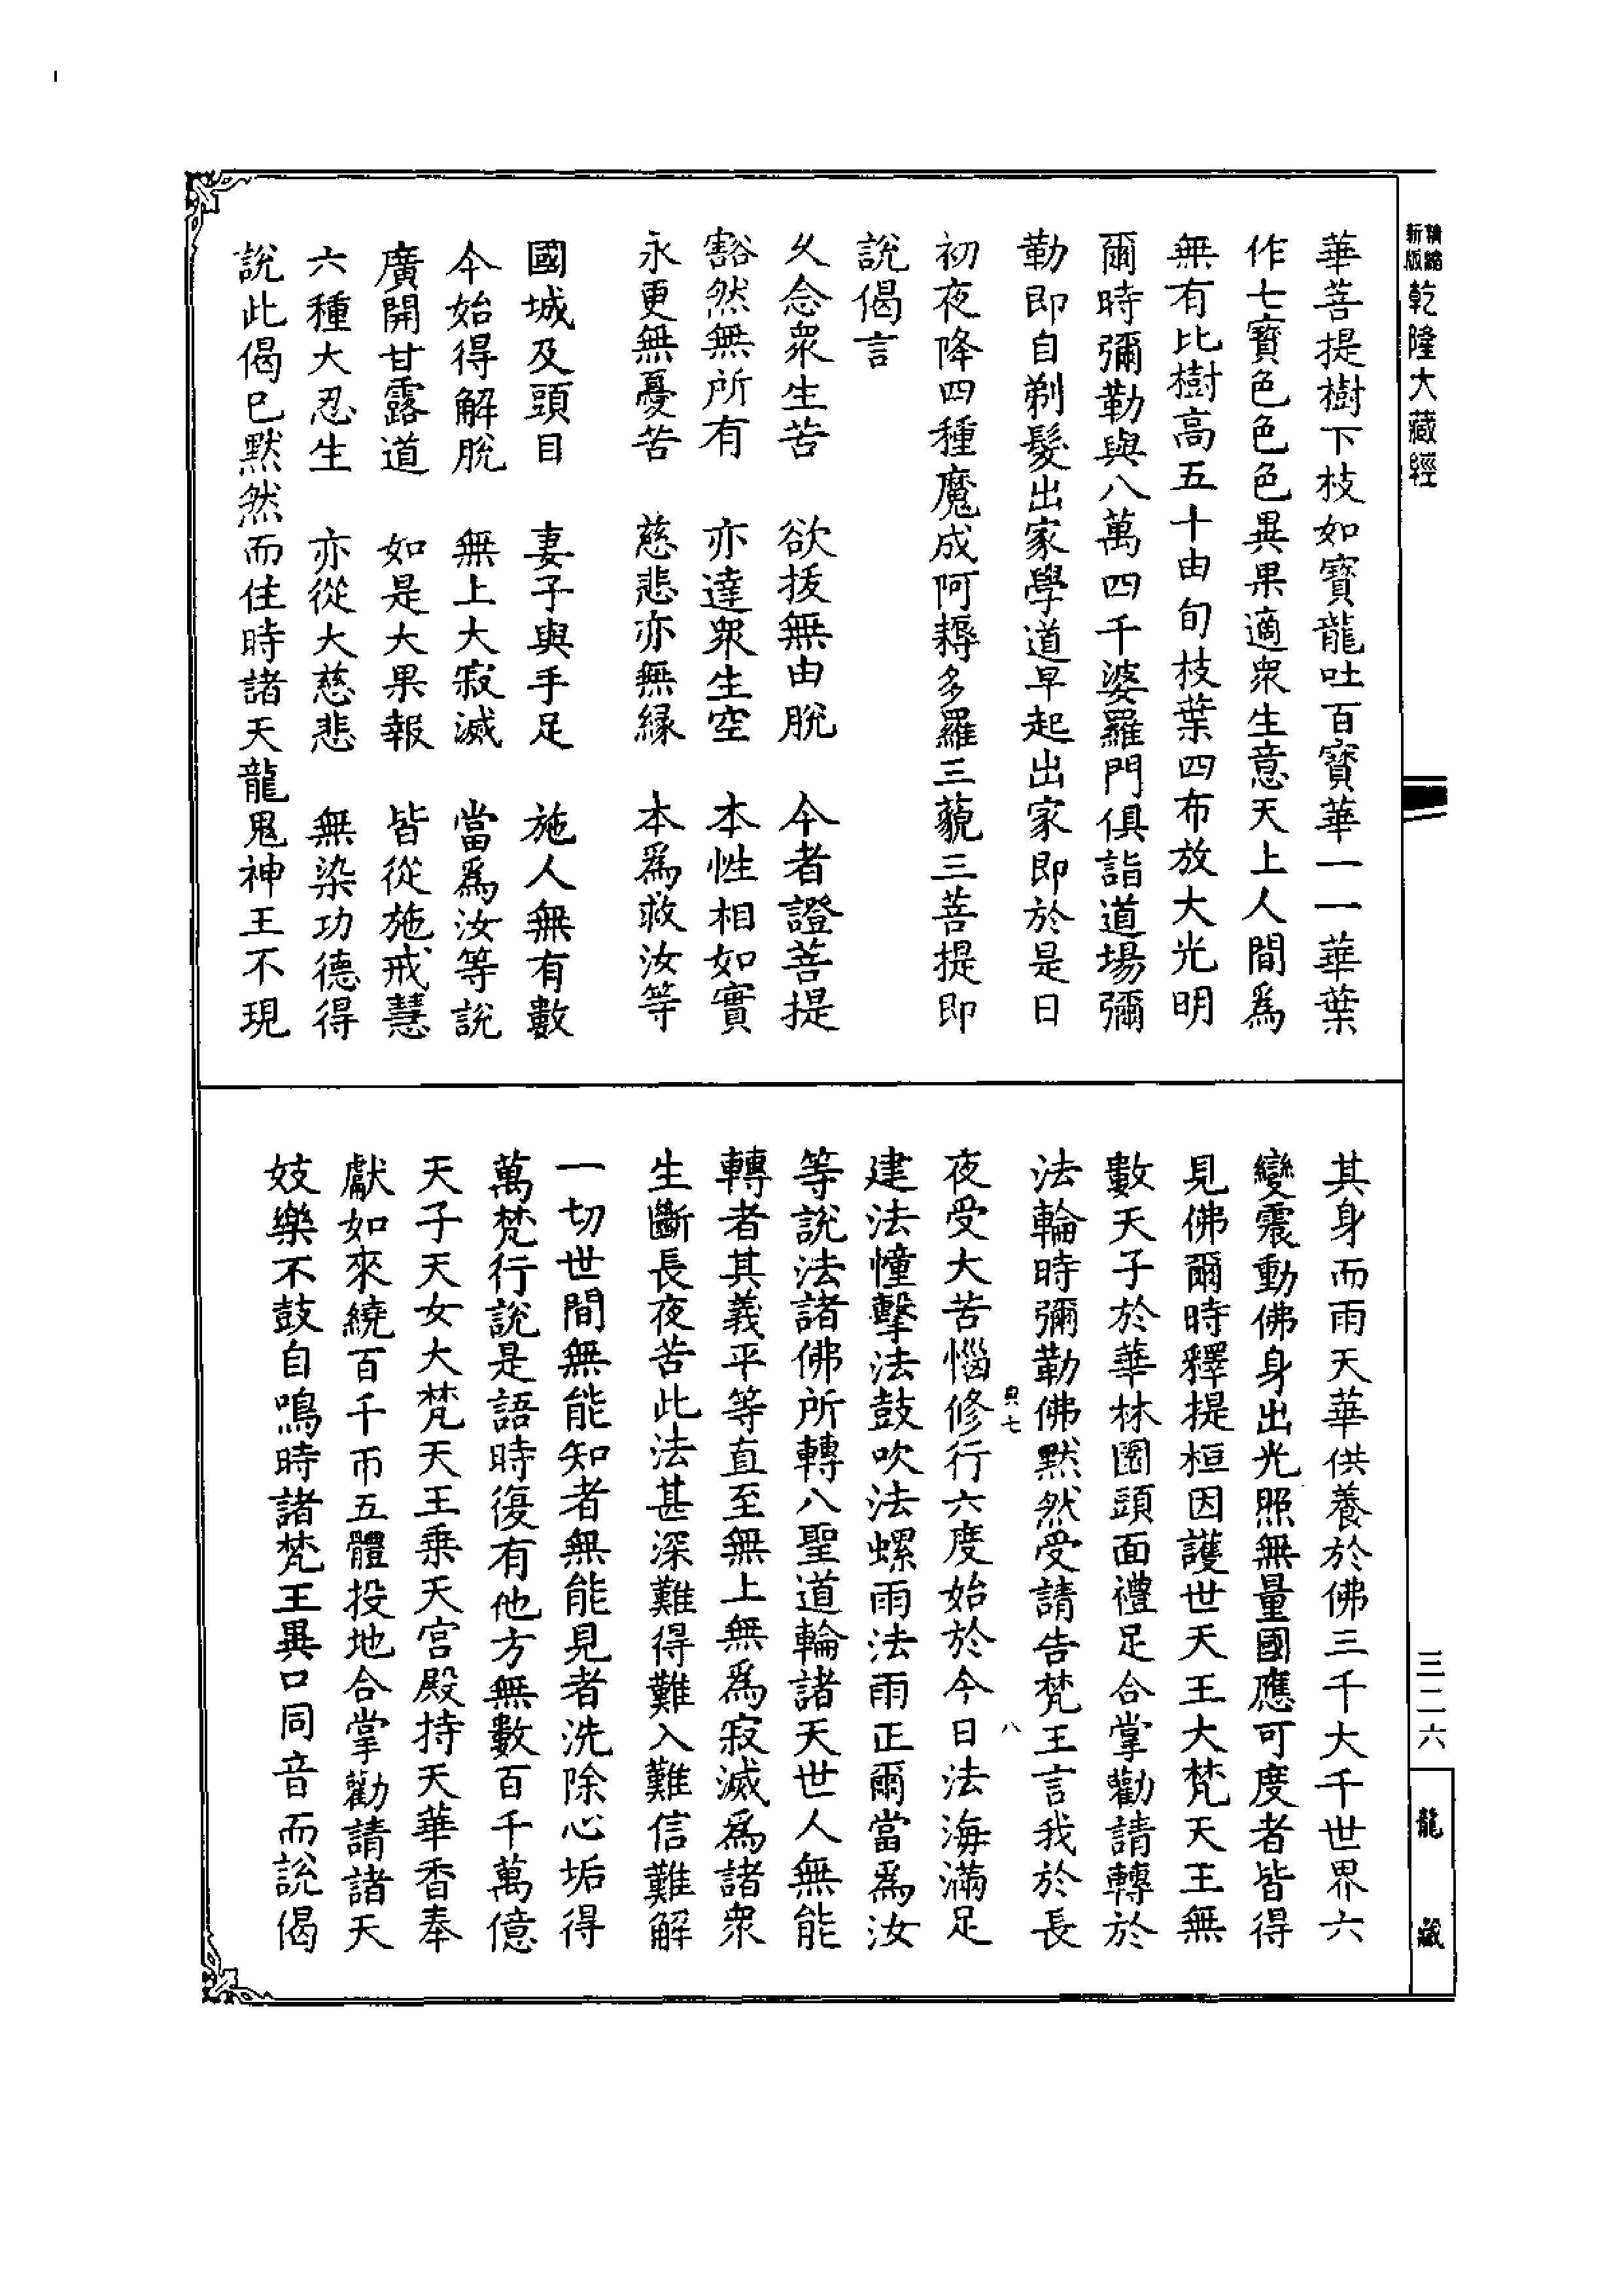 新版精縮乾隆大藏經
華菩提樹下枝如寶龍吐百寶華一一華葉
作七寶色色色異果適衆生意天上人間爲
無有比樹高五十由旬枝葉四布放大光明
爾時彌勒與八萬四千婆羅門俱詣道場彌
勒即自剃髮出家學道早起出家即於是日
初夜降四種魔成阿耨多羅三藐三菩提即
說偈言
久念衆生苦　欲拔無由脫　今者證菩提
豁然無所有　亦達衆生空　本性相如實
永更無憂苦　慈悲亦無緣　本爲救汝等
國城及頭目　妻子與手足　施人無有數
今始得解脫　無上大寂滅　當爲汝等說
廣開甘露道　如是大果報　皆從施戒慧
六種大忍生　亦從大慈悲　無染功德得
說此偈已默然而住時諸天龍鬼神王不現
其身而雨天華供養於佛三千大千世界六
變震動佛身出光照無量國應可度者皆得
見佛爾時釋提桓因護世天王大梵天王無
數天子於華林園頭面禮足合掌勸請轉於
法輪時彌勒佛默然受請告梵王言我於長
夜受大苦惱修行六度始於今日法海滿足
建法幢擊法鼓吹法螺雨法雨正爾當爲汝
等說法諸佛所轉八聖道輪諸天世人無能
轉者其義平等直至無上無爲寂滅爲諸衆
生斷長夜苦此法甚深難得難入難信難解
一切世間無能知者無能見者洗除心垢得
萬梵行說是語時復有他方無數百千萬億
天子天女大梵天王乘天宮殿持天華香奉
獻如來繞百千帀五體投地合掌勸請諸天
妓樂不鼓自鳴時諸梵王異口同音而說偈
與七
八
三二六
龍藏